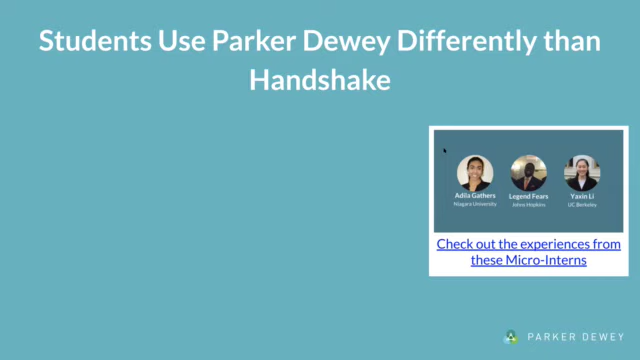 Students Use Parker Dewey Differently than
Handshake
Adila Gathers
Niagara University
Legend Fears
Johns Hopkins
Yaxin Li
UC Berkeley
Check out the experiences from
these Micro-Interns
PARKER DEWEY